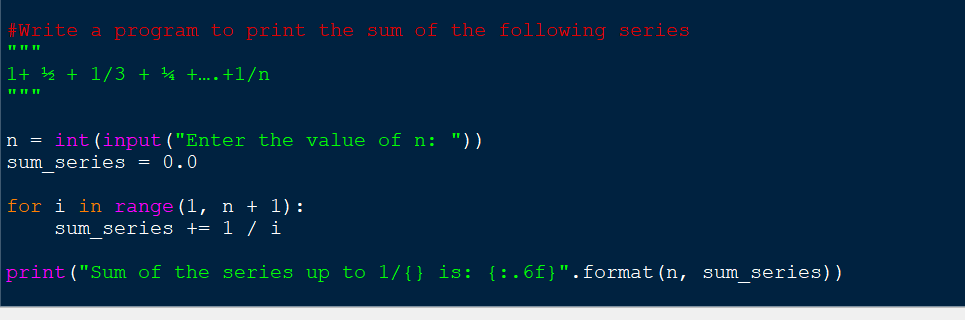 #Write a program to print the sum of the following series
"""
1+ ½ + 1/3 + ¼ +….+1/n
"""
n = int(input("Enter the value of n: "))
sum_series = 0.0
for i in range(1, n + 1):
    sum_series += 1 / i
print("Sum of the series up to 1/{} is: {:.6f}".format(n, sum_series))